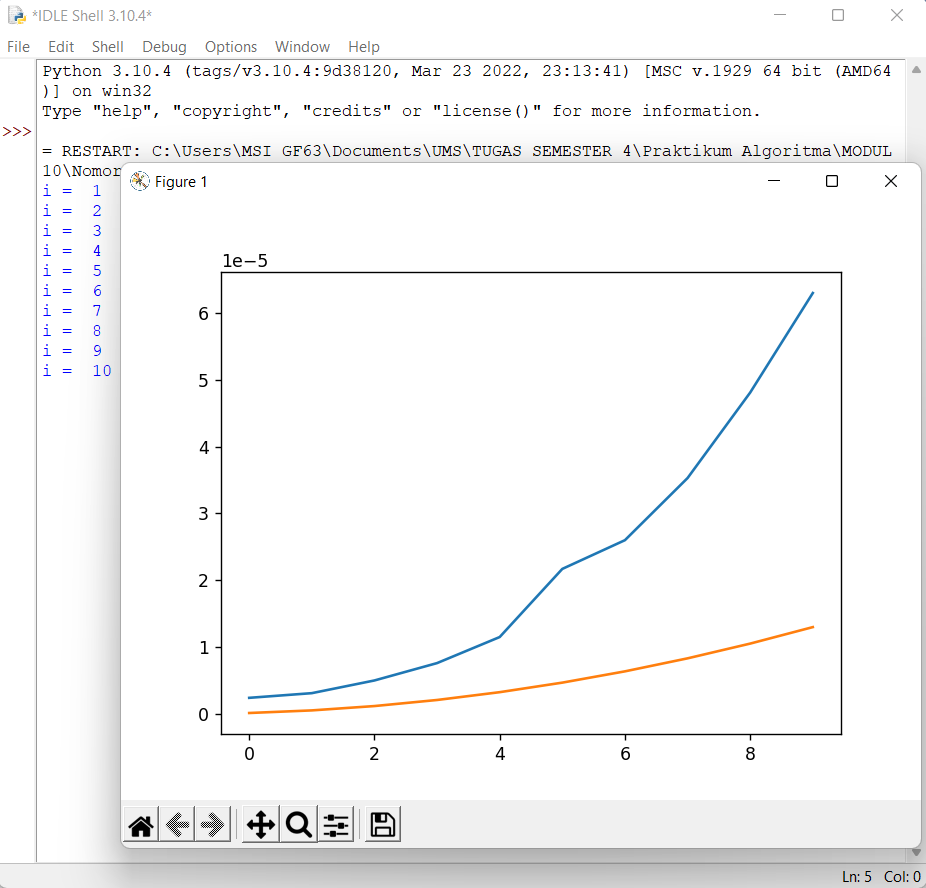 *IDLE Shell 3.10.4*
File Edit Shell Debug Options Window Help
Python 3.10.4 (tags/v3.10.4:9d38120, Mar 23 2022, 23:13:41) [MSC v.1929 64 bit (AMD64
)] on win32
Type "help", "copyright", "credits" or "license()" for more information.
>>>
= RESTART: C:\Users\MSI GF63\Documents\UMS\TUGAS SEMESTER 4\Praktikum Algoritma\MODUL
10\Nomor
i = 1
i = 2
i = 3
i = 4
i = 5
i = 6
i = 7
i = 8
i = 9
i = 10
Figure 1
1e−5
6
5
4
3
2
1
0
0 2 4 6 8
Ln: 5 Col: 0